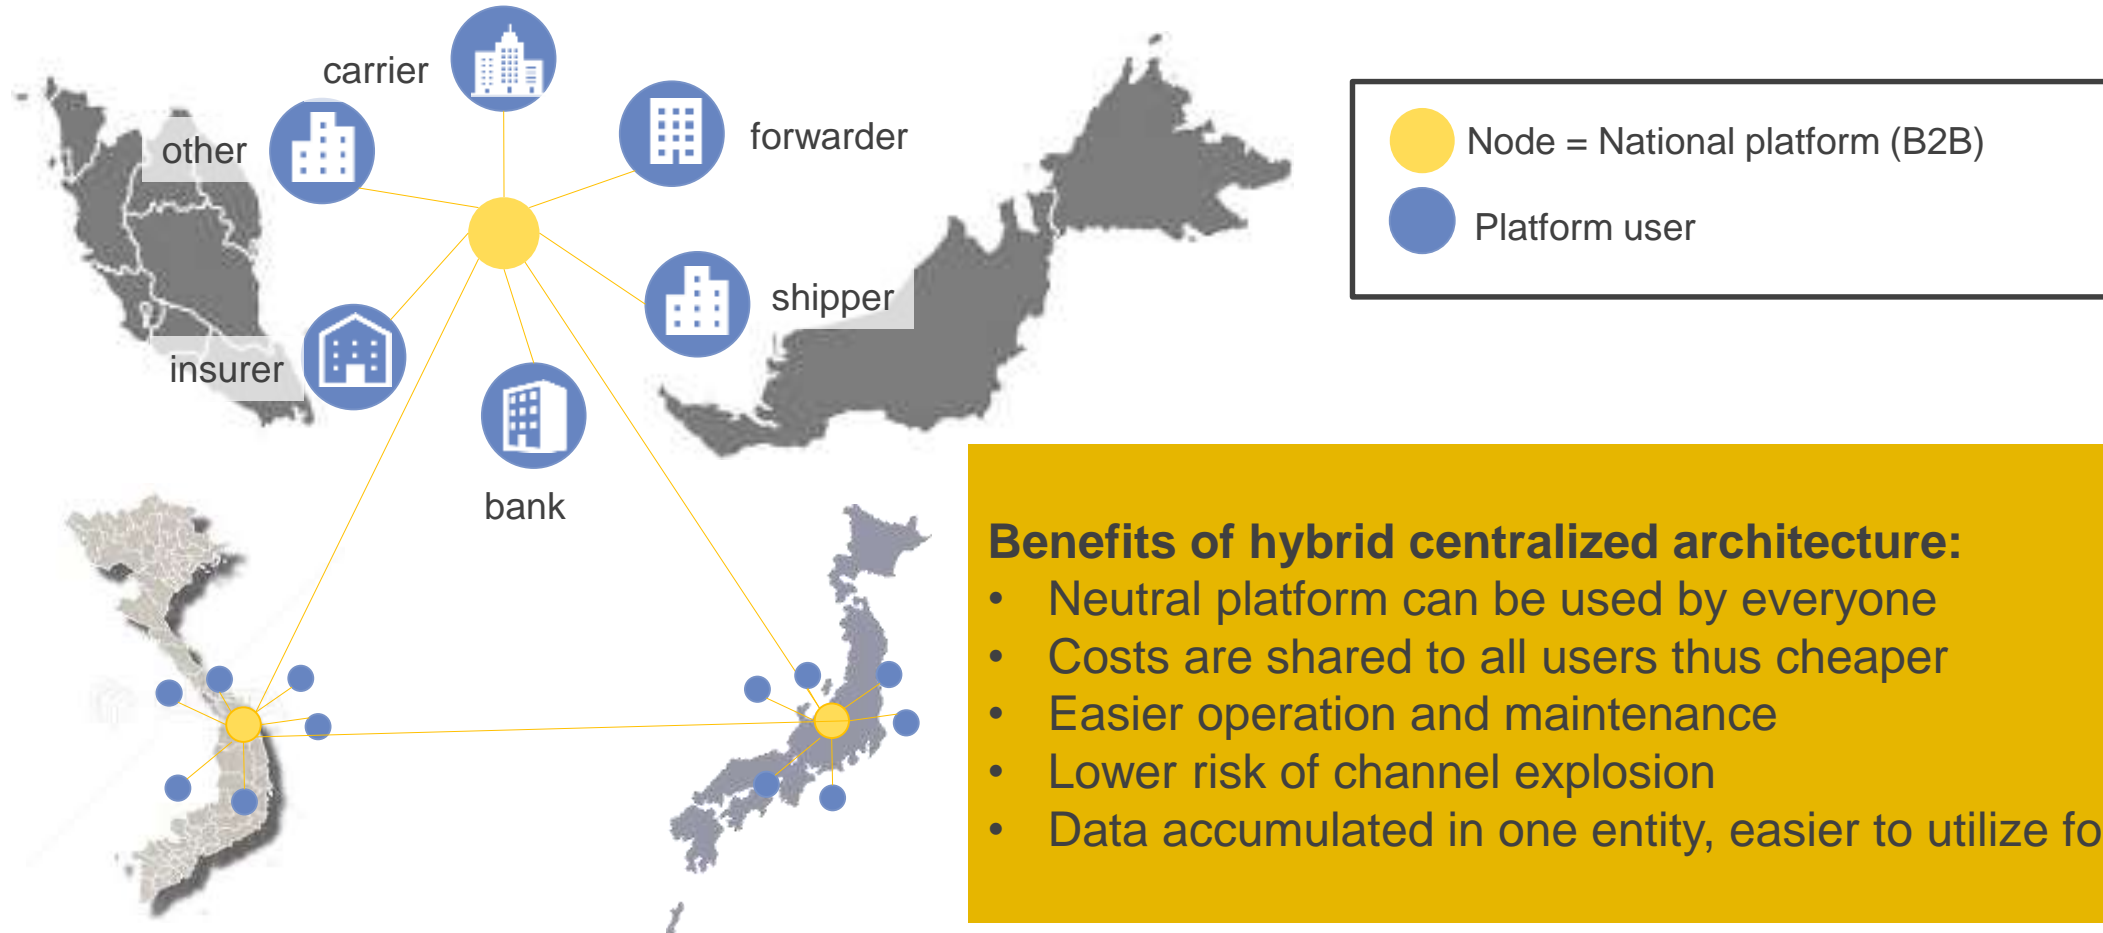 carrier
other
forwarder
shipper
insurer
bank
Node = National platform (B2B)
Platform user
Benefits of hybrid centralized architecture:
• Neutral platform can be used by everyone
• Costs are shared to all users thus cheaper
• Easier operation and maintenance
• Lower risk of channel explosion
• Data accumulated in one entity, easier to utilize fo